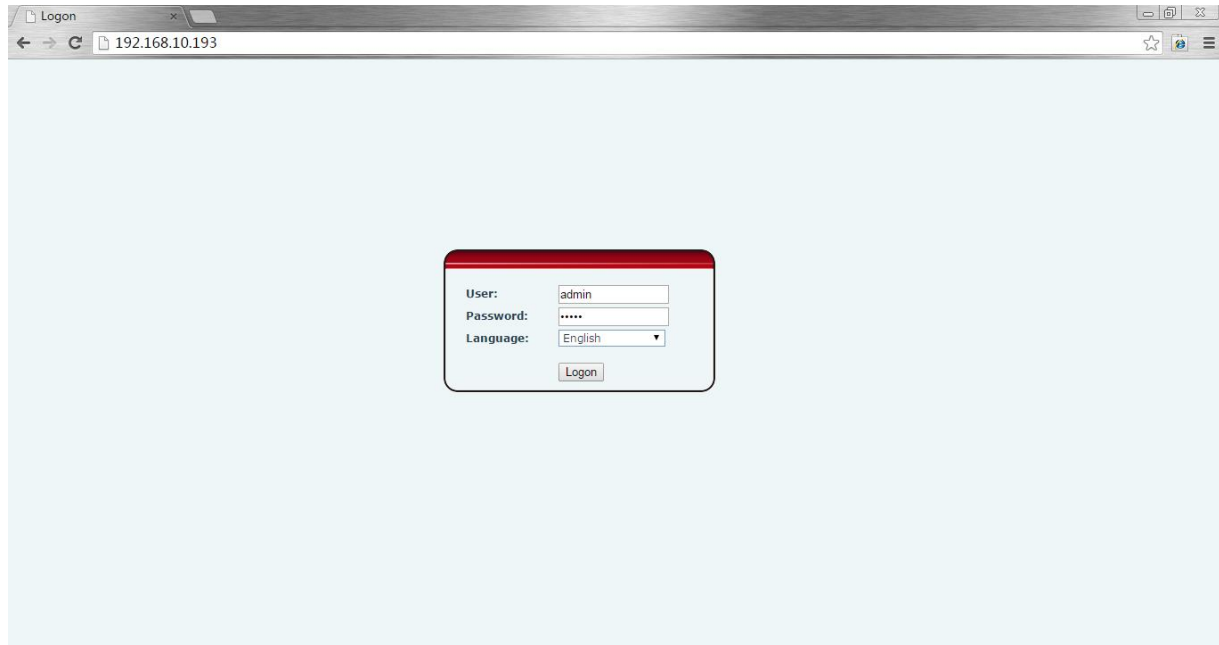 Logon
192.168.10.193
User: admin
Password: •••••
Language: English
Logon